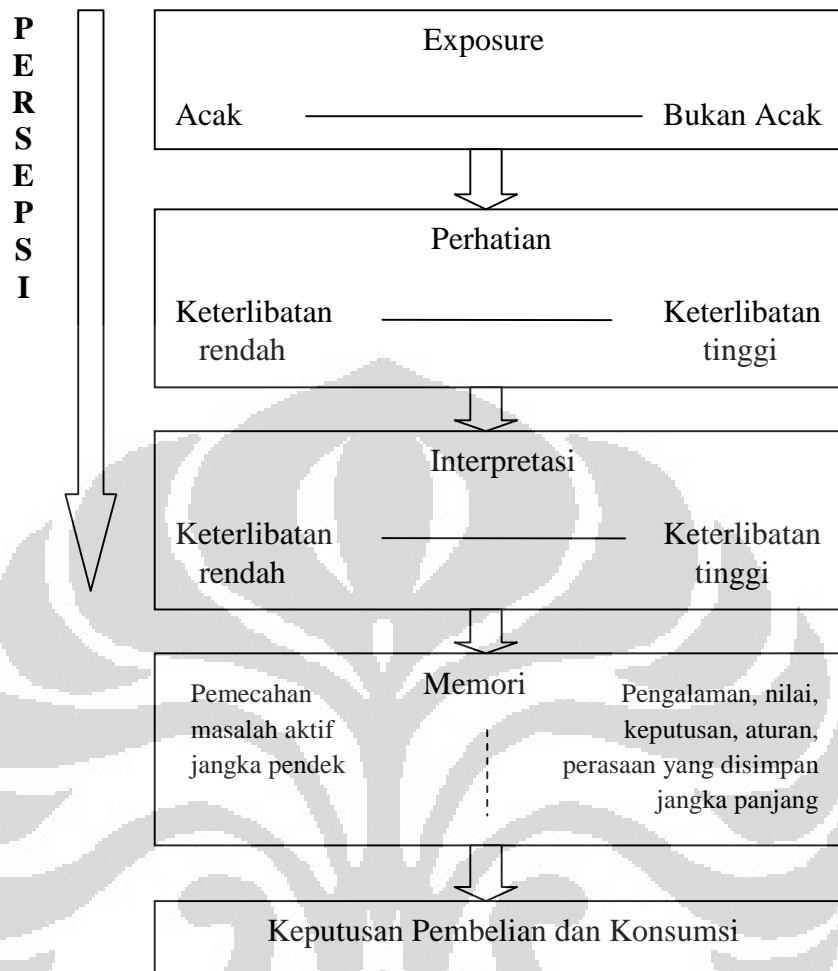 PERSEPSI
Exposure
Acak Bukan Acak
Perhatian
Keterlibatan rendah
Keterlibatan tinggi
Interpretasi
Keterlibatan rendah
Keterlibatan tinggi
Memori
Pemecahan
masalah aktif
jangka pendek
Pengalaman, nilai,
keputusan, aturan,
perasaan yang disimpan
jangka panjang
Keputusan Pembelian dan Konsumsi